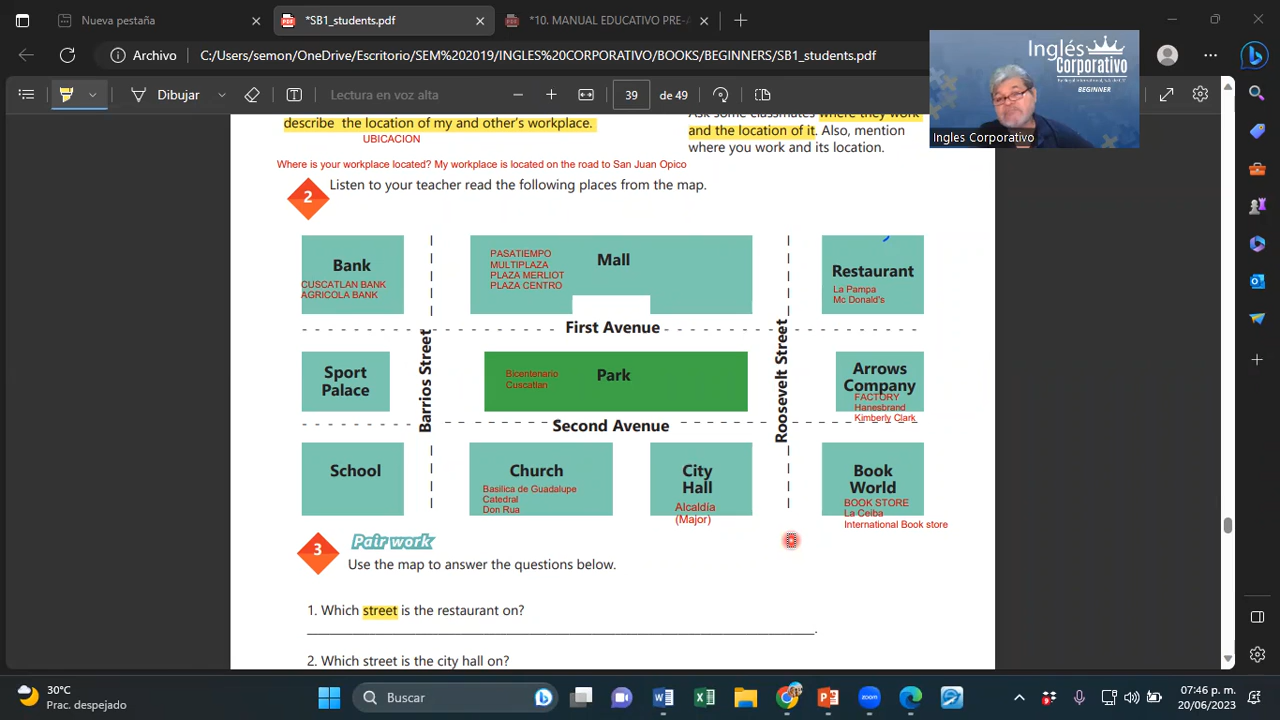 Nueva pestaña
*SB1_students.pdf
*10. MANUAL EDUCATIVO PRE-A
Archivo
C:/Users/semon/OneDrive/Escritorio/SEM%202019/INGLES%20CORPORATIVO/BOOKS/BEGINNERS/SB1_students.pdf
Dibujar
Lectura en voz alta
39
de 49
Inglés
Corporativo
BEGINNER
Ingles Corporativo
describe the location of my and other's workplace.
UBICACION
Ask some classmates where they work
and the location of it. Also, mention
where you work and its location.
Where is your workplace located? My workplace is located on the road to San Juan Opico
2
Listen to your teacher read the following places from the map.
Bank
CUSCATLAN BANK
AGRICOLA BANK
PASATIEMPO
MULTIPLAZA
PLAZA MERLIOT
PLAZA CENTRO
Mall
Restaurant
La Pampa
Mc Donald's
First Avenue
Barrios Street
Roosevelt Street
Sport
Palace
Bicentenario
Cuscatlan
Park
Arrows
Company
FACTORY
Hanesbrand
Kimberly Clark
Second Avenue
School
Church
Basilica de Guadalupe
Catedral
Don Rua
City
Hall
Alcaldía
(Major)
Book
World
BOOK STORE
La Ceiba
International Book store
3
Pair work
Use the map to answer the questions below.
1. Which street is the restaurant on?
2. Which street is the city hall on?
30°C
Prac. despejado
Buscar
07:46 p. m.
20/06/2023